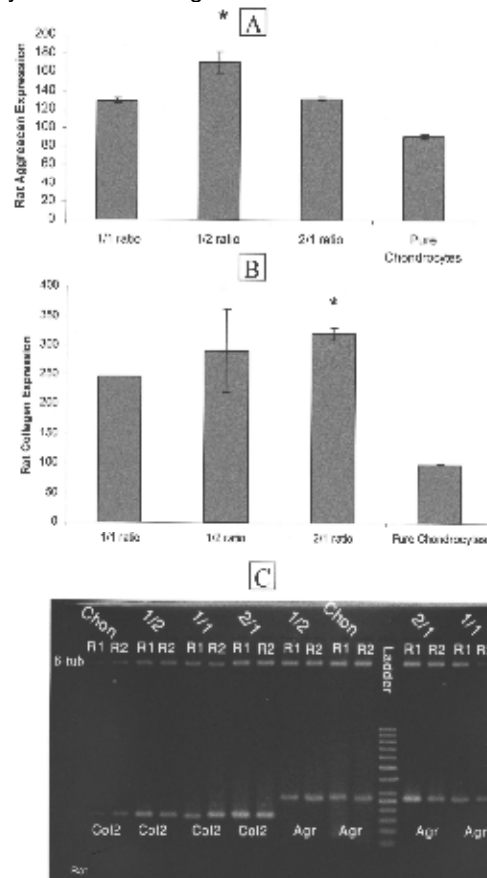 * A
Rat Aggreacan Expression
200
180
160
140
120
100
80
60
40
20
0
1/1 ratio 1/2 ratio 2/1 ratio Pure Chondrocytes
B
*
Rat Collagen Expression
400
350
300
250
200
150
100
50
0
1/1 ratio 1/2 ratio 2/1 ratio Pure Chondrocytes
C
Chon 1/2 1/1 2/1 1/2 Chon 2/1 1/1
R1 R2 R1 R2 R1 R2 R1 R2 R1 R2 R1 R2 Ladder R1 R2 R1 R2
B tub
Col2 Col2 Col2 Col2 Agr Agr Agr Agr
Rat